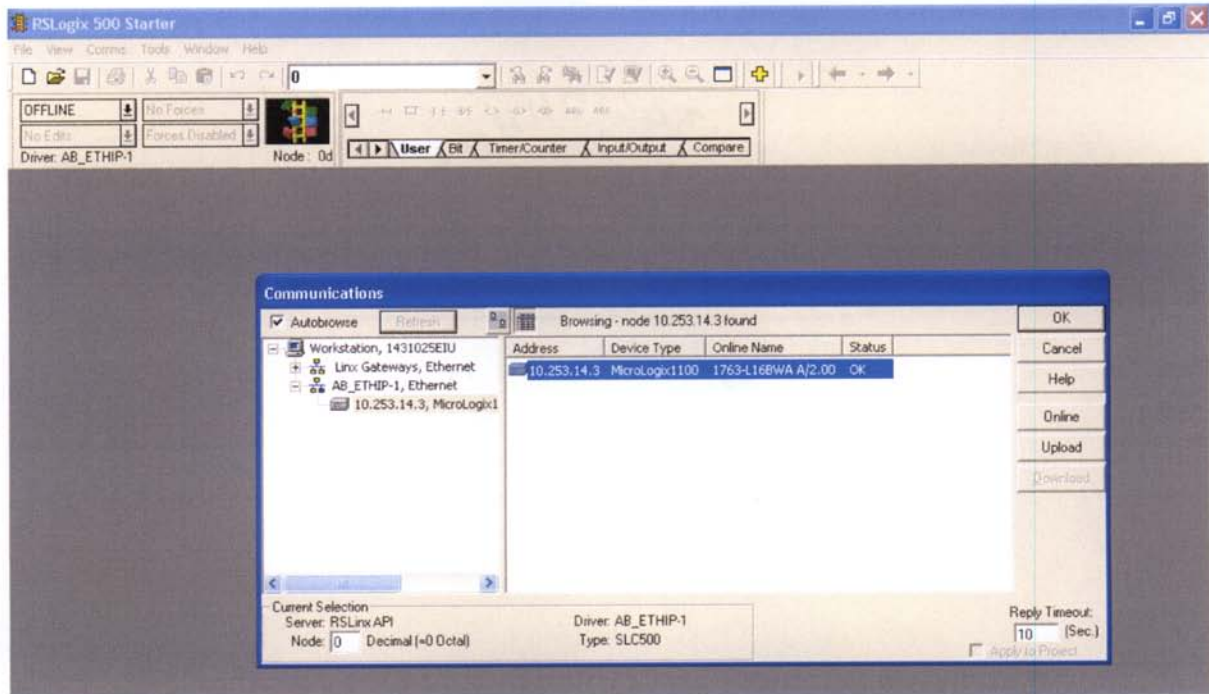 RSLogix 500 Starter
File View Comms Tools Window Help
0
OFFLINE No Forces
No Edits Forces Disabled
Driver: AB_ETHIP-1 Node: 0d
User Bit Timer/Counter Input/Output Compare
Communications
Autobrowse Refresh Browsing - node 10.253.14.3 found
Workstation, 1431025EIU
Linx Gateways, Ethernet
AB_ETHIP-1, Ethernet
10.253.14.3, MicroLogix1
Address Device Type Online Name Status
10.253.14.3 MicroLogix1100 1763-L16BWA A/2.00 OK
OK
Cancel
Help
Online
Upload
Download
Current Selection
Server: RSLinx API Driver: AB_ETHIP-1
Node: 0 Decimal (=0 Octal) Type: SLC500
Reply Timeout:
10 (Sec.)
Apply to Project